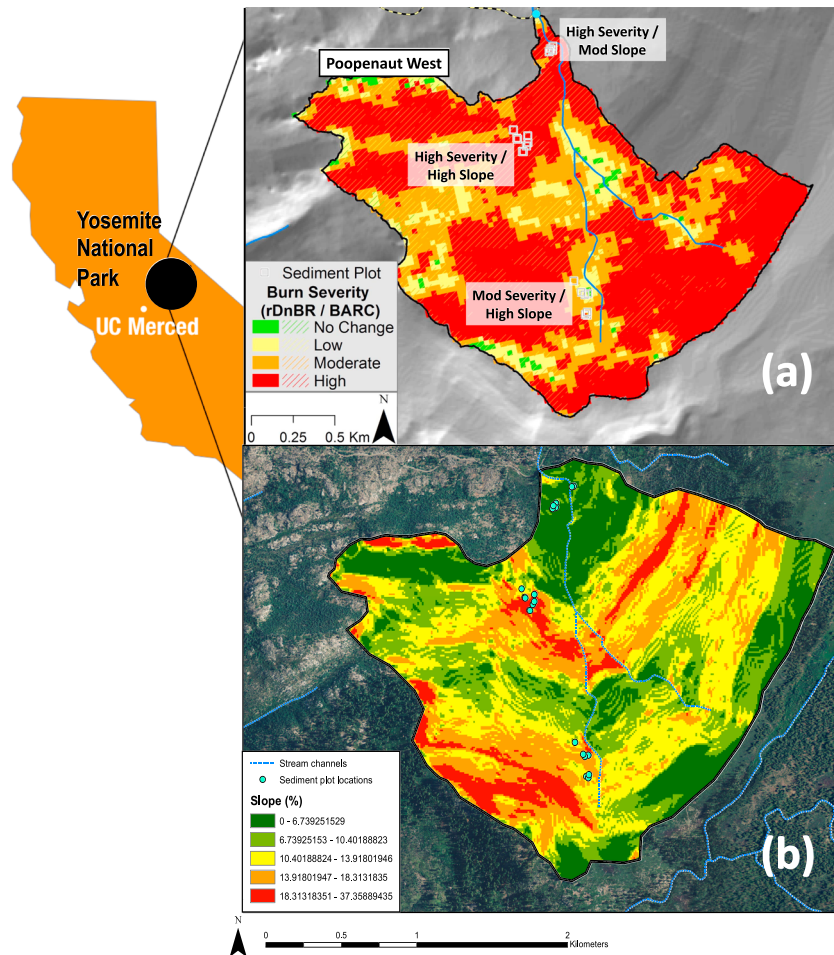 Yosemite
National
Park
UC Merced
Poopenaut West
High Severity /
Mod Slope
High Severity /
High Slope
Mod Severity /
High Slope
Sediment Plot
Burn Severity
(rDnBR / BARC)
No Change
Low
Moderate
High
N
0 0.25 0.5 Km
(a)
Stream channels
Sediment plot locations
Slope (%)
0 - 6.739251529
6.73925153 - 10.40188823
10.40188824 - 13.91801946
13.91801947 - 18.3131835
18.31318351 - 37.35889435
(b)
N
0 0.5 1 2
Kilometers